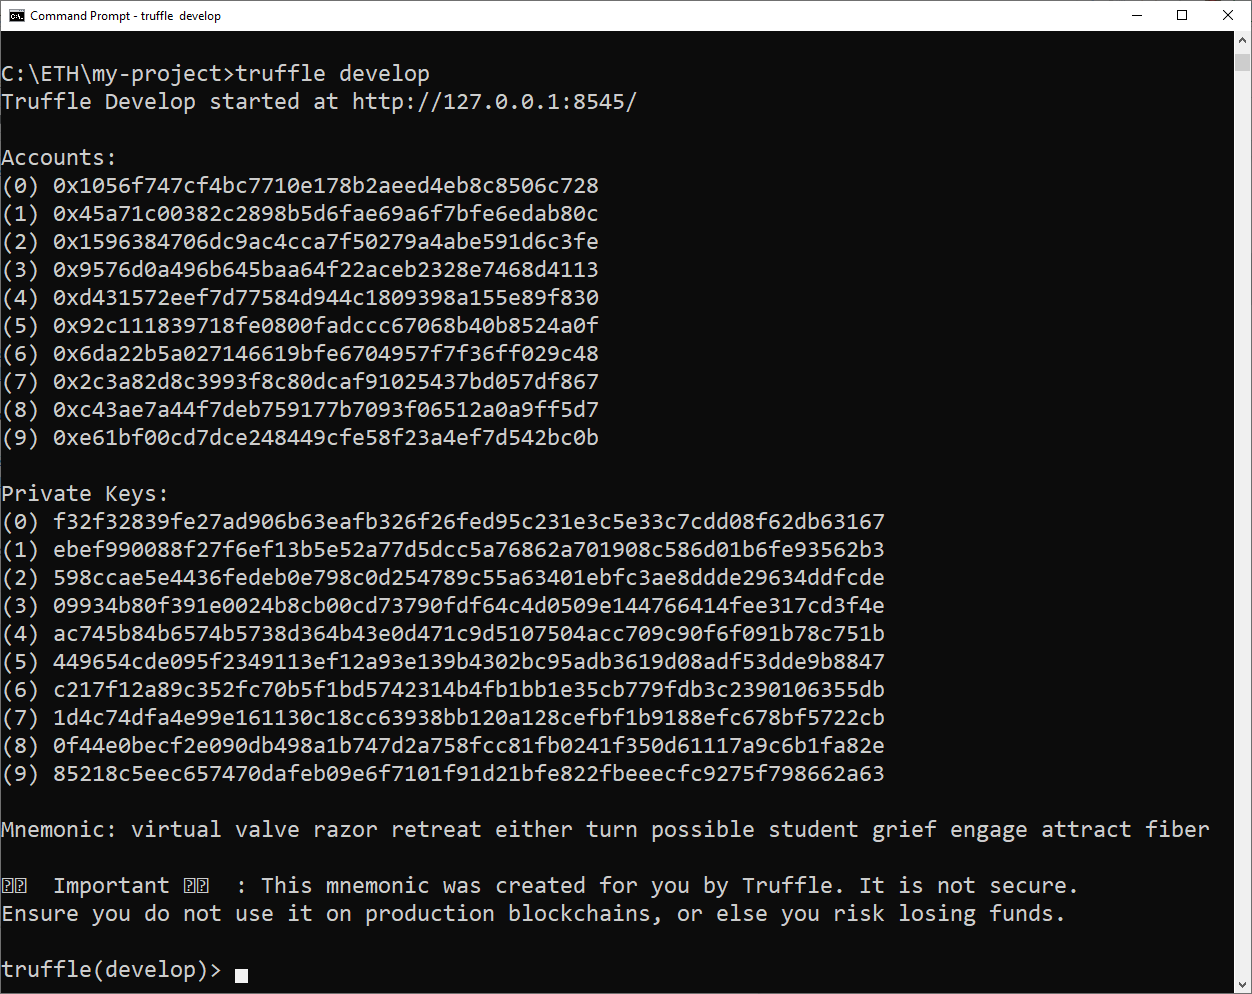 Command Prompt - truffle  develop
C:\ETH\my-project>truffle develop
Truffle Develop started at http://127.0.0.1:8545/
Accounts:
(0) 0x1056f747cf4bc7710e178b2aeed4eb8c8506c728
(1) 0x45a71c00382c2898b5d6fae69a6f7bfe6edab80c
(2) 0x1596384706dc9ac4cca7f50279a4abe591d6c3fe
(3) 0x9576d0a496b645baa64f22aceb2328e7468d4113
(4) 0xd431572eef7d77584d944c1809398a155e89f830
(5) 0x92c111839718fe0800fadccc67068b40b8524a0f
(6) 0x6da22b5a027146619bfe6704957f7f36ff029c48
(7) 0x2c3a82d8c3993f8c80dcaf91025437bd057df867
(8) 0xc43ae7a44f7deb759177b7093f06512a0a9ff5d7
(9) 0xe61bf00cd7dce248449cfe58f23a4ef7d542bc0b
Private Keys:
(0) f32f32839fe27ad906b63eafb326f26fed95c231e3c5e33c7cdd08f62db63167
(1) ebef990088f27f6ef13b5e52a77d5dcc5a76862a701908c586d01b6fe93562b3
(2) 598ccae5e4436fedeb0e798c0d254789c55a63401ebfc3ae8ddde29634ddfcde
(3) 09934b80f391e0024b8cb00cd73790fdf64c4d0509e144766414fee317cd3f4e
(4) ac745b84b6574b5738d364b43e0d471c9d5107504acc709c90f6f091b78c751b
(5) 449654cde095f2349113ef12a93e139b4302bc95adb3619d08adf53dde9b8847
(6) c217f12a89c352fc70b5f1bd5742314b4fb1bb1e35cb779fdb3c2390106355db
(7) 1d4c74dfa4e99e161130c18cc63938bb120a128cefbf1b9188efc678bf5722cb
(8) 0f44e0becf2e090db498a1b747d2a758fcc81fb0241f350d61117a9c6b1fa82e
(9) 85218c5eec657470dafeb09e6f7101f91d21bfe822fbeeecfc9275f798662a63
Mnemonic: virtual valve razor retreat either turn possible student grief engage attract fiber
⍰⍰  Important ⍰⍰  : This mnemonic was created for you by Truffle. It is not secure.
Ensure you do not use it on production blockchains, or else you risk losing funds.
truffle(develop)>